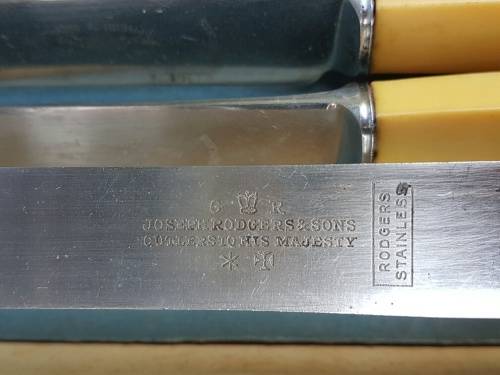 G R
JOSEPH RODGERS & SONS
CUTLERS TO HIS MAJESTY
RODGERS
STAINLESS